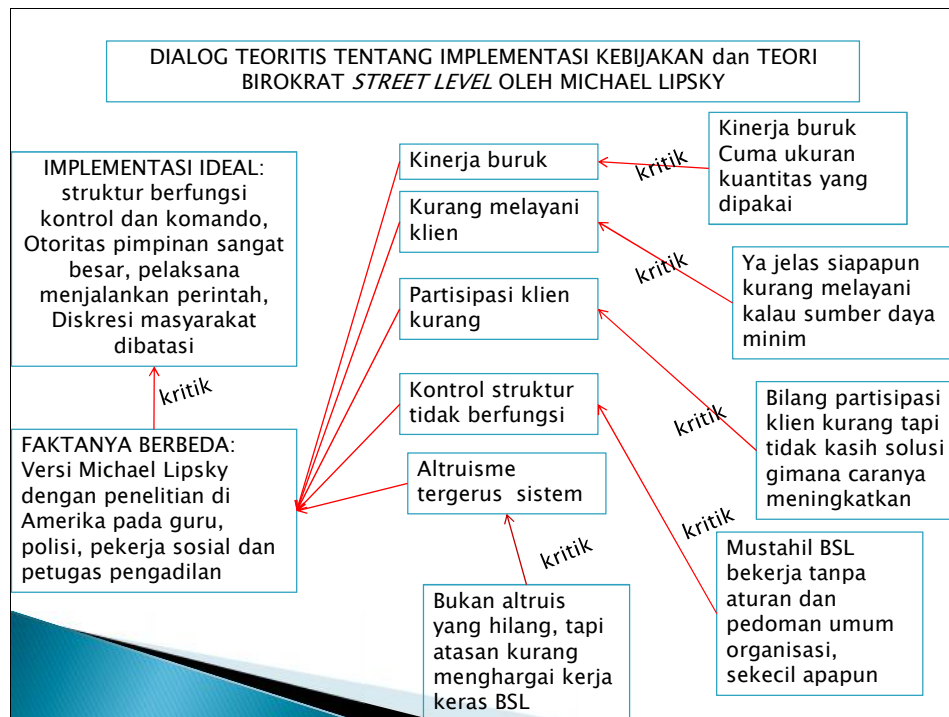 DIALOG TEORITIS TENTANG IMPLEMENTASI KEBIJAKAN dan TEORI
BIROKRAT STREET LEVEL OLEH MICHAEL LIPSKY
IMPLEMENTASI IDEAL:
struktur berfungsi
kontrol dan komando,
Otoritas pimpinan sangat
besar, pelaksana
menjalankan perintah,
Diskresi masyarakat
dibatasi
kritik
FAKTANYA BERBEDA:
Versi Michael Lipsky
dengan penelitian di
Amerika pada guru,
polisi, pekerja sosial dan
petugas pengadilan
Kinerja buruk
Kurang melayani
klien
Partisipasi klien
kurang
Kontrol struktur
tidak berfungsi
Altruisme
tergerus sistem
kritik
Bukan altruis
yang hilang, tapi
atasan kurang
menghargai kerja
keras BSL
kritik
Kinerja buruk
Cuma ukuran
kuantitas yang
dipakai
kritik
Ya jelas siapapun
kurang melayani
kalau sumber daya
minim
kritik
Bilang partisipasi
klien kurang tapi
tidak kasih solusi
gimana caranya
meningkatkan
kritik
Mustahil BSL
bekerja tanpa
aturan dan
pedoman umum
organisasi,
sekecil apapun